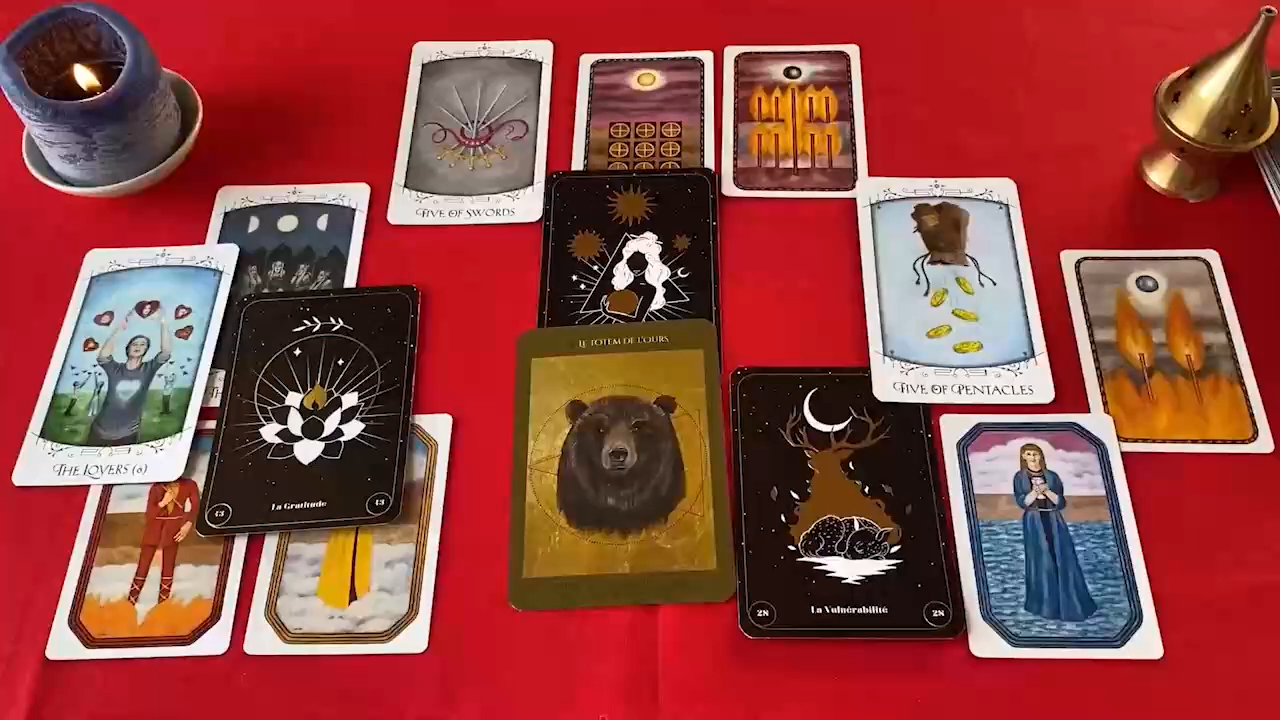 FIVE OF SWORDS
FIVE OF PENTACLES
LE TOTEM DE L'OURS
THE LOVERS (6)
La Gratitude
43
43
La Vulnérabilité
28
28